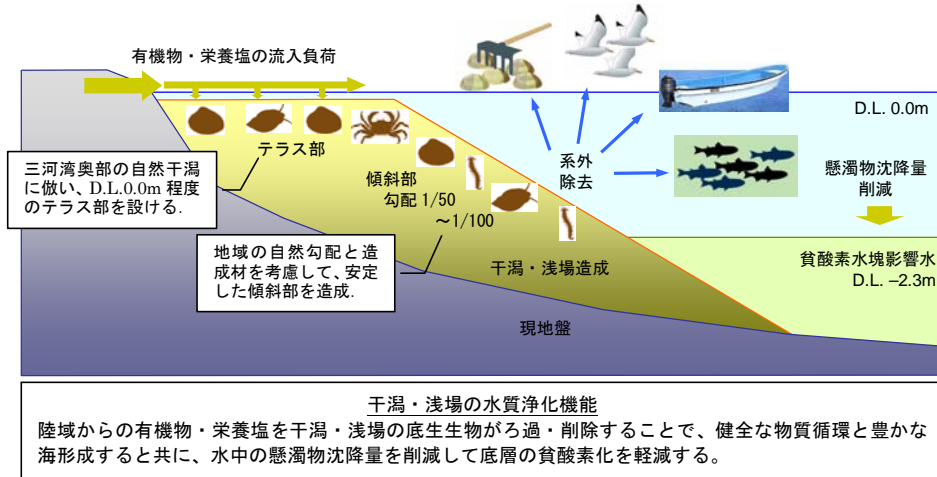 有機物・栄養塩の流入負荷
D.L. 0.0m
テラス部
系外
除去
懸濁物沈降量
削減
三河湾奥部の自然干潟
に倣い、D.L.0.0m 程度
のテラス部を設ける.
傾斜部
勾配 1/50
～1/100
地域の自然勾配と造
成材を考慮して、安定
した傾斜部を造成.
干潟・浅場造成
貧酸素水塊影響水
D.L. −2.3m
現地盤
干潟・浅場の水質浄化機能
陸域からの有機物・栄養塩を干潟・浅場の底生生物がろ過・削除することで、健全な物質循環と豊かな
海形成すると共に、水中の懸濁物沈降量を削減して底層の貧酸素化を軽減する。